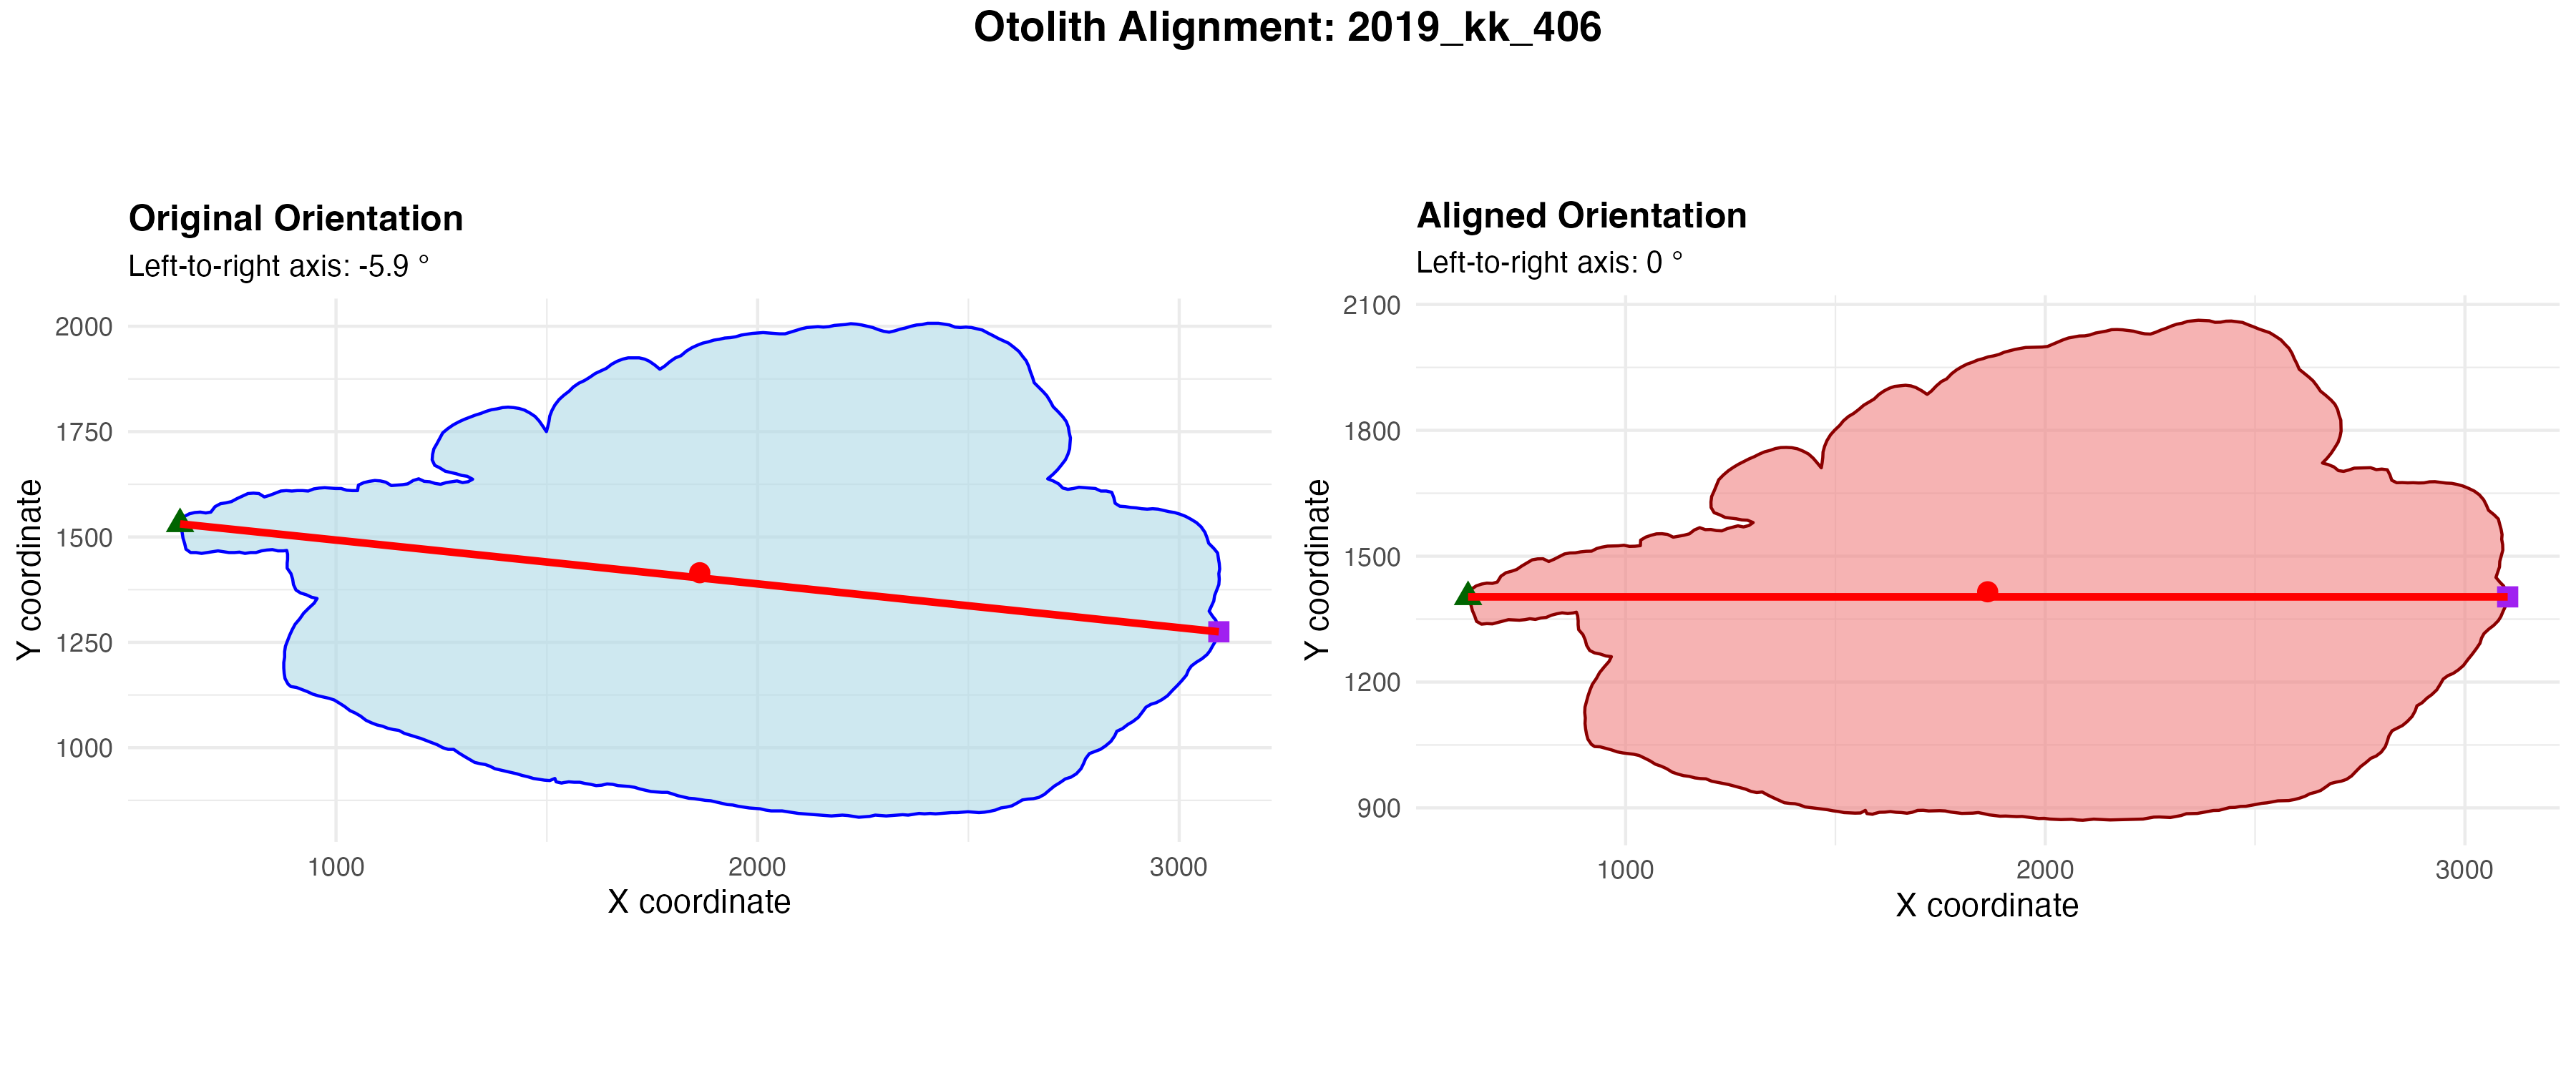 Otolith Alignment: 2019_kk_406
Original Orientation
Left-to-right axis: -5.9 °
2000
1750
1500
1250
1000
Y coordinate
1000
2000
3000
X coordinate
Aligned Orientation
Left-to-right axis: 0 °
2100
1800
1500
1200
900
Y coordinate
1000
2000
3000
X coordinate